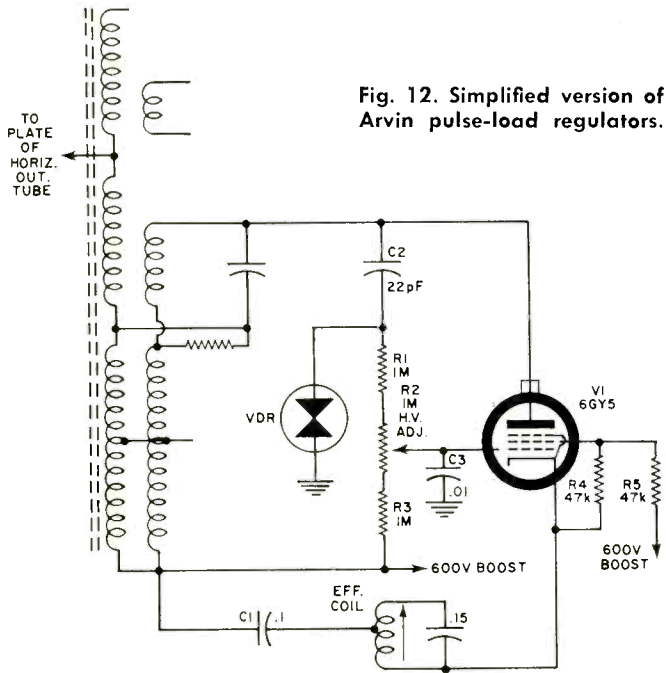 Fig. 12. Simplified version of
Arvin pulse-load regulators.
TO
PLATE
OF
HORIZ.
OUT.
TUBE
C2
22pF
R1
1M
R2
1M
H.V.
ADJ.
VDR
V1
6GY5
C3
.01
R4
47k
R5
47k
R3
1M
600V BOOST
600V
BOOST
EFF.
COIL
C1
.1
.15